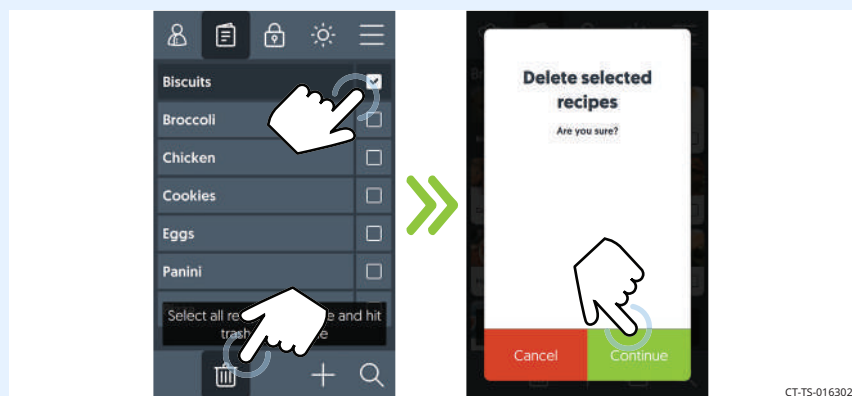 Biscuits
Broccoli
Chicken
Cookies
Eggs
Panini
Select all re e and hit
trash e
Delete selected
recipes
Are you sure?
Cancel
Continue
CT-TS-016302